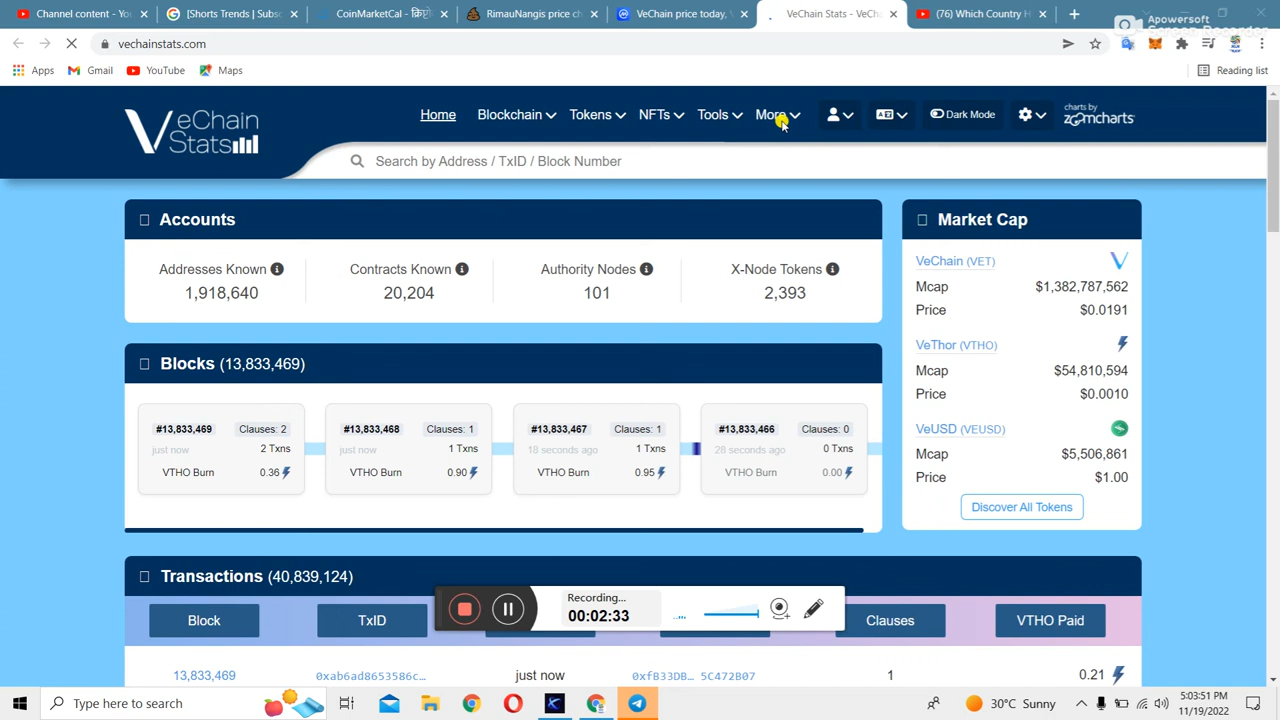 Channel content - You
[Shorts Trends | Subsc
CoinMarketCal - क्रिप्टो
RimauNangis price ch
VeChain price today, V
VeChain Stats - VeCha
(76) Which Country H
Apowersoft
Screen Recorder
vechainstats.com
Apps
Gmail
YouTube
Maps
Reading list
VeChain Stats
Home
Blockchain
Tokens
NFTs
Tools
More
Dark Mode
charts by
zoomcharts
Search by Address / TxID / Block Number
Accounts
Addresses Known
Contracts Known
Authority Nodes
X-Node Tokens
1,918,640
20,204
101
2,393
Market Cap
VeChain (VET)
Mcap $1,382,787,562
Price $0.0191
VeThor (VTHO)
Mcap $54,810,594
Price $0.0010
VeUSD (VEUSD)
Mcap $5,506,861
Price $1.00
Discover All Tokens
Blocks (13,833,469)
#13,833,469 Clauses: 2
just now 2 Txns
VTHO Burn 0.36
#13,833,468 Clauses: 1
just now 1 Txns
VTHO Burn 0.90
#13,833,467 Clauses: 1
18 seconds ago 1 Txns
VTHO Burn 0.95
#13,833,466 Clauses: 0
28 seconds ago 0 Txns
VTHO Burn 0.00
Transactions (40,839,124)
Block
TxID
Clauses
VTHO Paid
Recording...
00:02:33
13,833,469
0xab6ad8653586c...
just now
0xfB33DB… 5C472B07
1
0.21
Type here to search
30°C Sunny
5:03:51 PM
11/19/2022